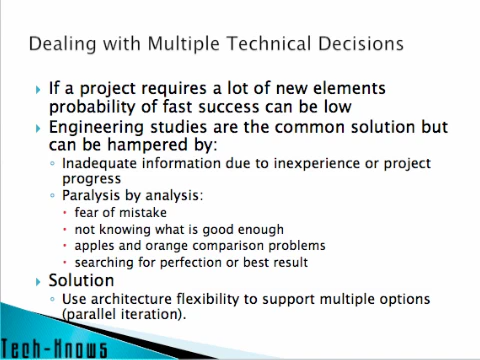 Dealing with Multiple Technical Decisions
If a project requires a lot of new elements
probability of fast success can be low
Engineering studies are the common solution but
can be hampered by:
Inadequate information due to inexperience or project
progress
Paralysis by analysis:
fear of mistake
not knowing what is good enough
apples and orange comparison problems
searching for perfection or best result
Solution
Use architecture flexibility to support multiple options
(parallel iteration).
Tech-Knows